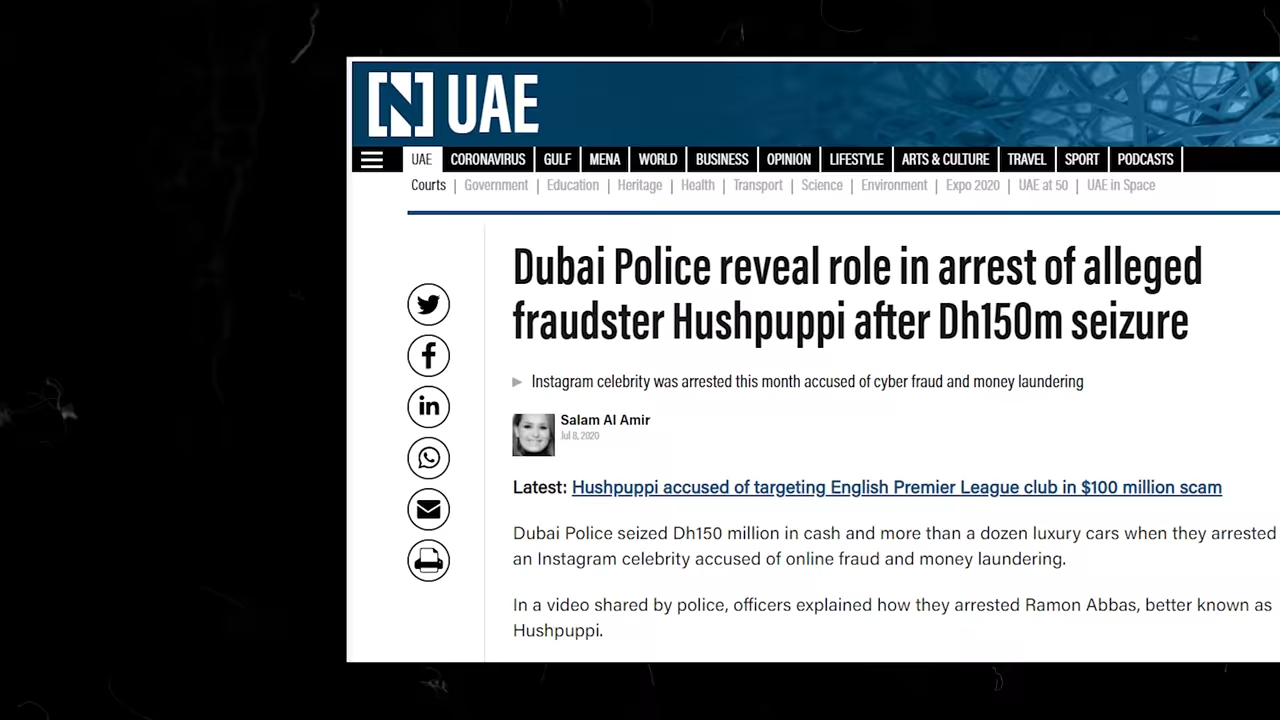 [N] UAE
UAE CORONAVIRUS GULF MENA WORLD BUSINESS OPINION LIFESTYLE ARTS & CULTURE TRAVEL SPORT PODCASTS
Courts | Government | Education | Heritage | Health | Transport | Science | Environment | Expo 2020 | UAE at 50 | UAE in Space
Dubai Police reveal role in arrest of alleged
fraudster Hushpuppi after Dh150m seizure
Instagram celebrity was arrested this month accused of cyber fraud and money laundering
Salam Al Amir
Jul 8, 2020
Latest: Hushpuppi accused of targeting English Premier League club in $100 million scam
Dubai Police seized Dh150 million in cash and more than a dozen luxury cars when they arrested
an Instagram celebrity accused of online fraud and money laundering.
In a video shared by police, officers explained how they arrested Ramon Abbas, better known as
Hushpuppi.